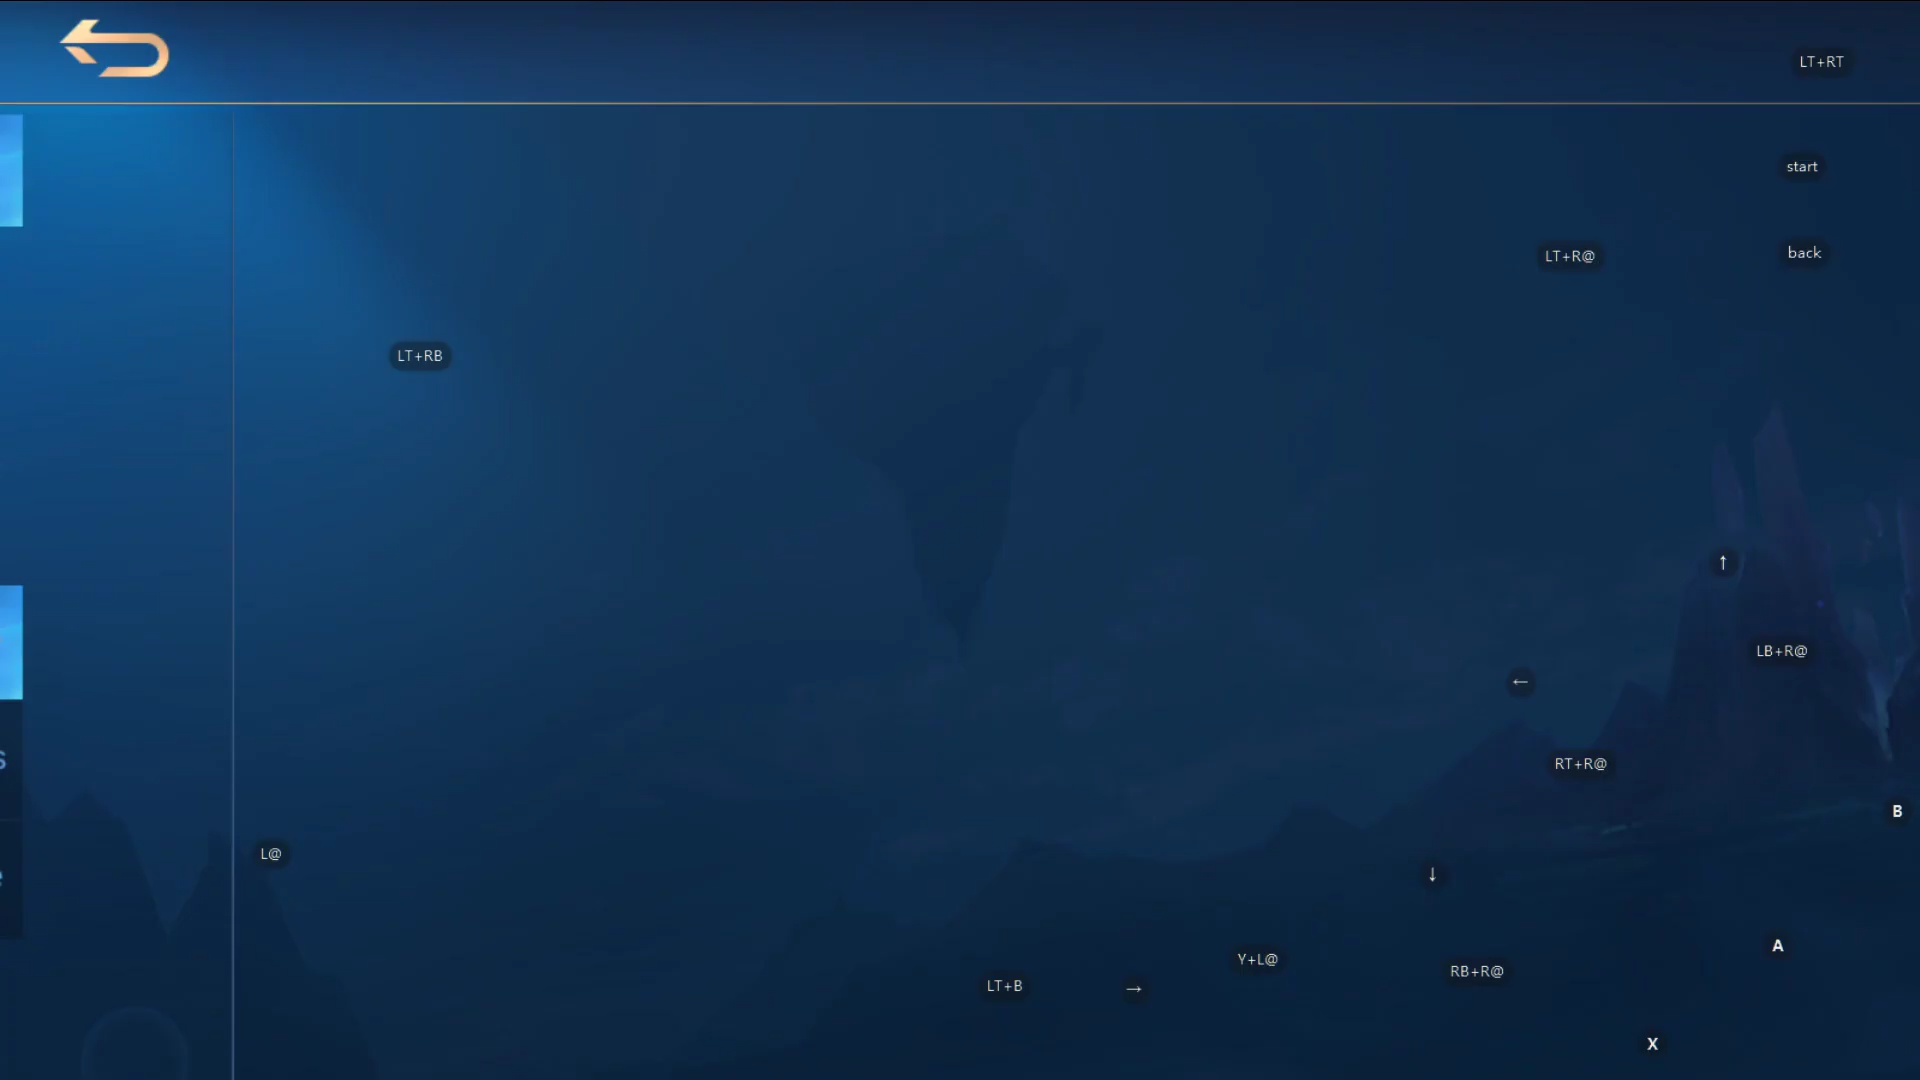 LT+RT
start
back
LT+R@
LT+RB
↑
LB+R@
←
RT+R@
s
B
L@
↓
e
A
Y+L@
RB+R@
LT+B
→
X